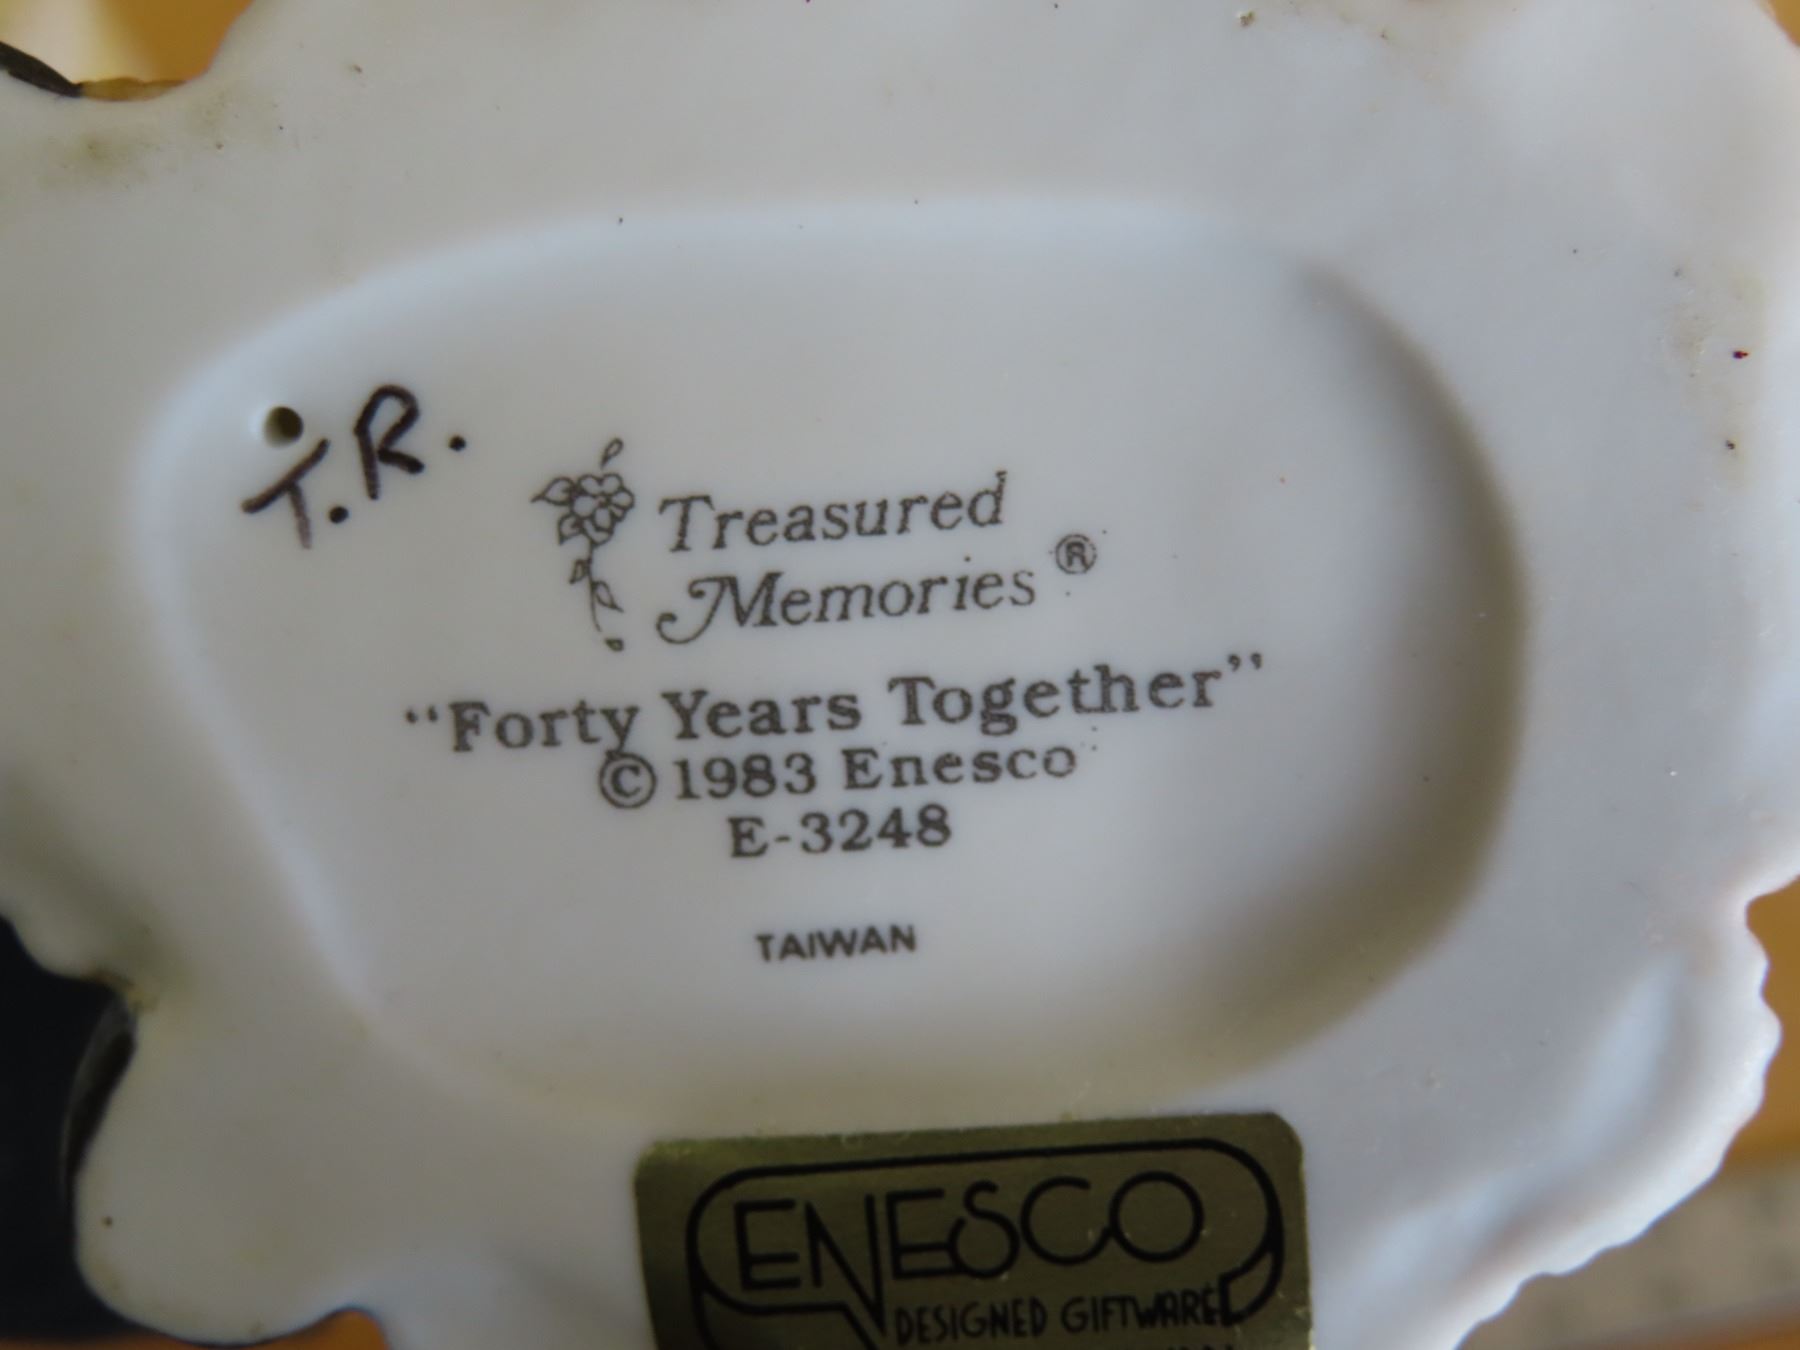 T.R.
Treasured
Memories ®
“Forty Years Together”
© 1983 Enesco
E-3248
TAIWAN
ENESCO
DESIGNED GIFTWARE